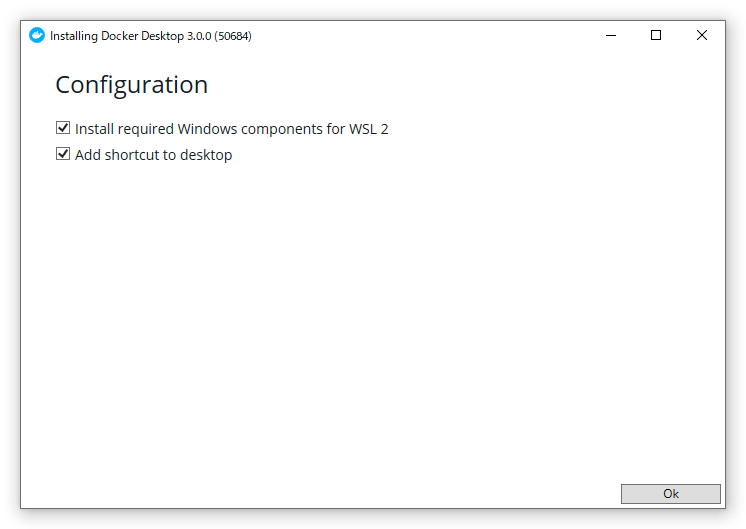 Installing Docker Desktop 3.0.0 (50684)
Configuration
Install required Windows components for WSL 2
Add shortcut to desktop
Ok